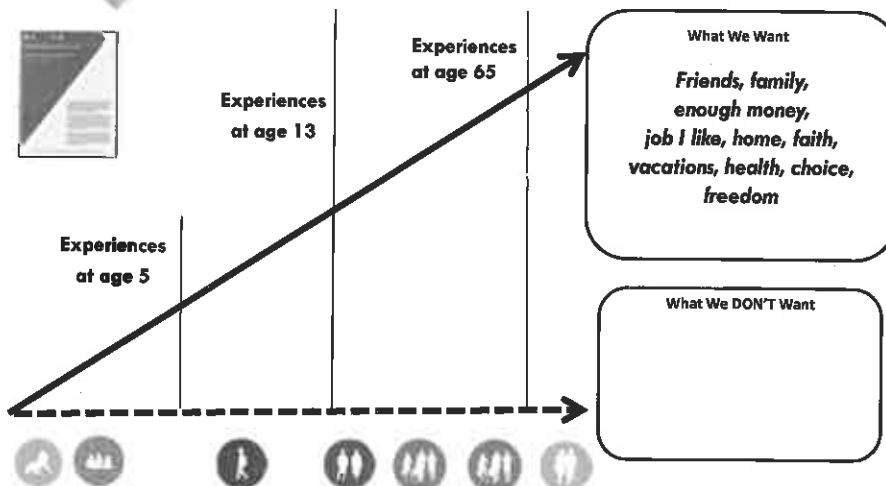 Experiences
at age 65
Experiences
at age 13
Experiences
at age 5
What We Want
Friends, family,
enough money,
job I like, home, faith,
vacations, health, choice,
freedom
What We DON'T Want